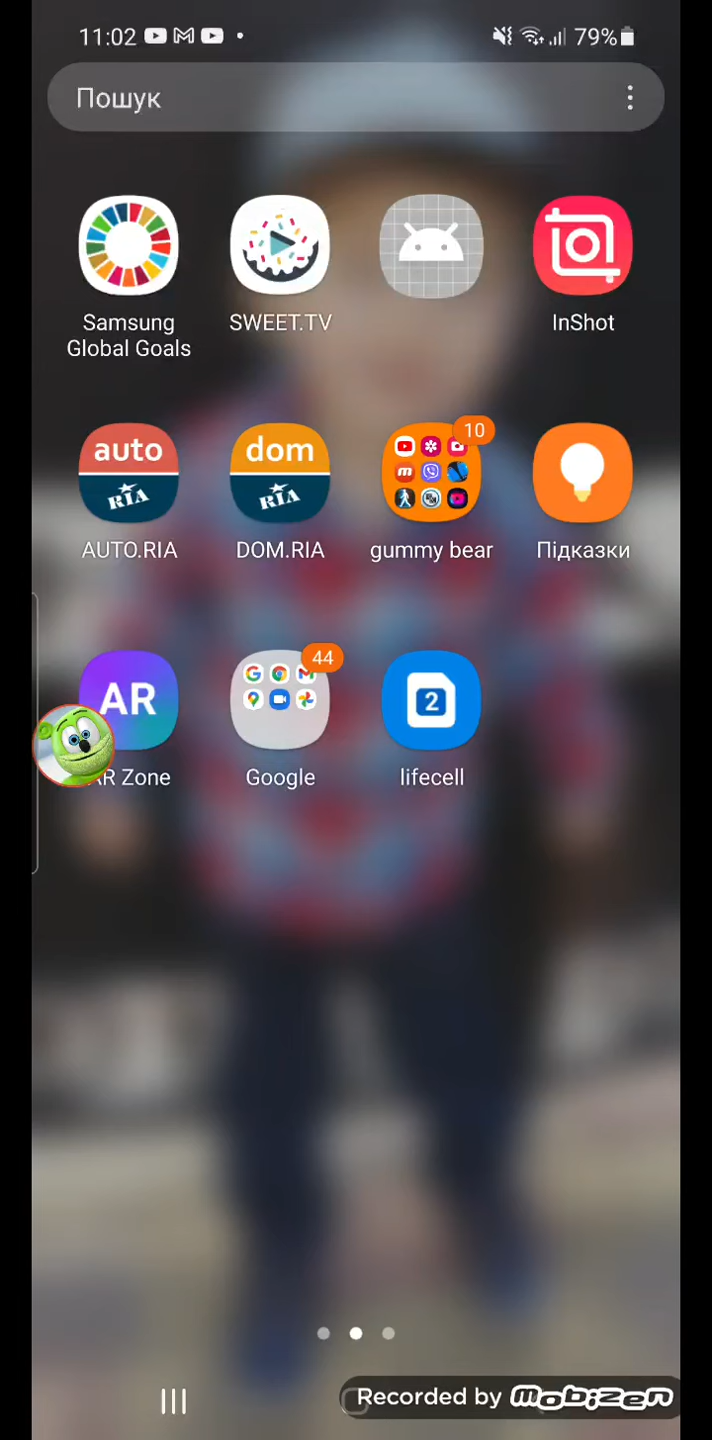 11:02
79%
Пошук
Samsung
Global Goals
SWEET.TV
InShot
auto
RIA
AUTO.RIA
dom
RIA
DOM.RIA
10
gummy bear
Підказки
AR
AR Zone
44
Google
2
lifecell
Recorded by mobizen